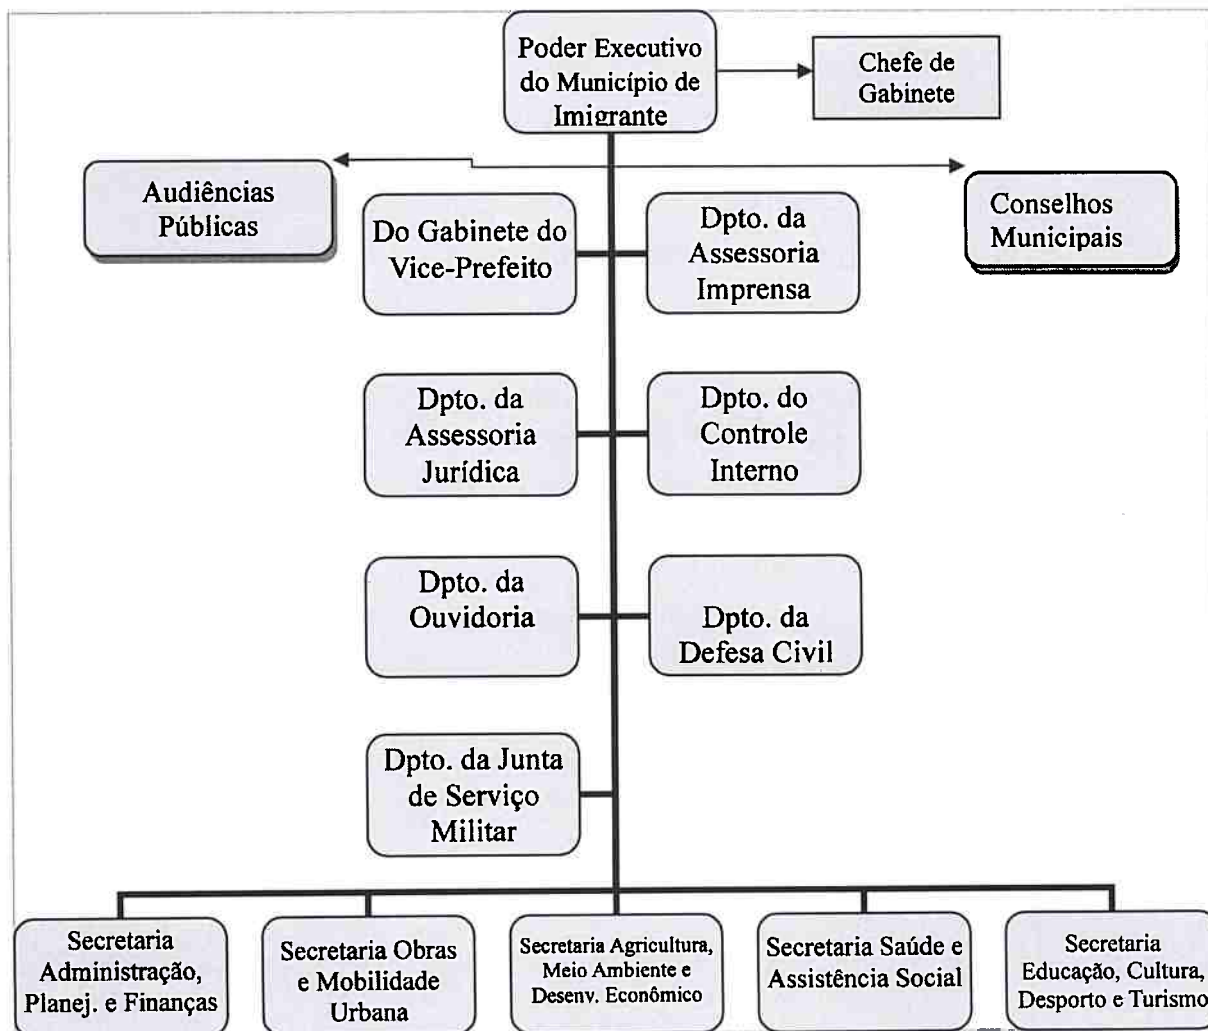 Poder Executivo
do Município de
Imigrante
Chefe de
Gabinete
Audiências
Públicas
Conselhos
Municipais
Do Gabinete do
Vice-Prefeito
Dpto. da
Assessoria
Imprensa
Dpto. da
Assessoria
Jurídica
Dpto. do
Controle
Interno
Dpto. da
Ouvidoria
Dpto. da
Defesa Civil
Dpto. da Junta
de Serviço
Militar
Secretaria
Administração,
Planej. e Finanças
Secretaria Obras
e Mobilidade
Urbana
Secretaria Agricultura,
Meio Ambiente e
Desenv. Econômico
Secretaria Saúde e
Assistência Social
Secretaria
Educação, Cultura,
Desporto e Turismo